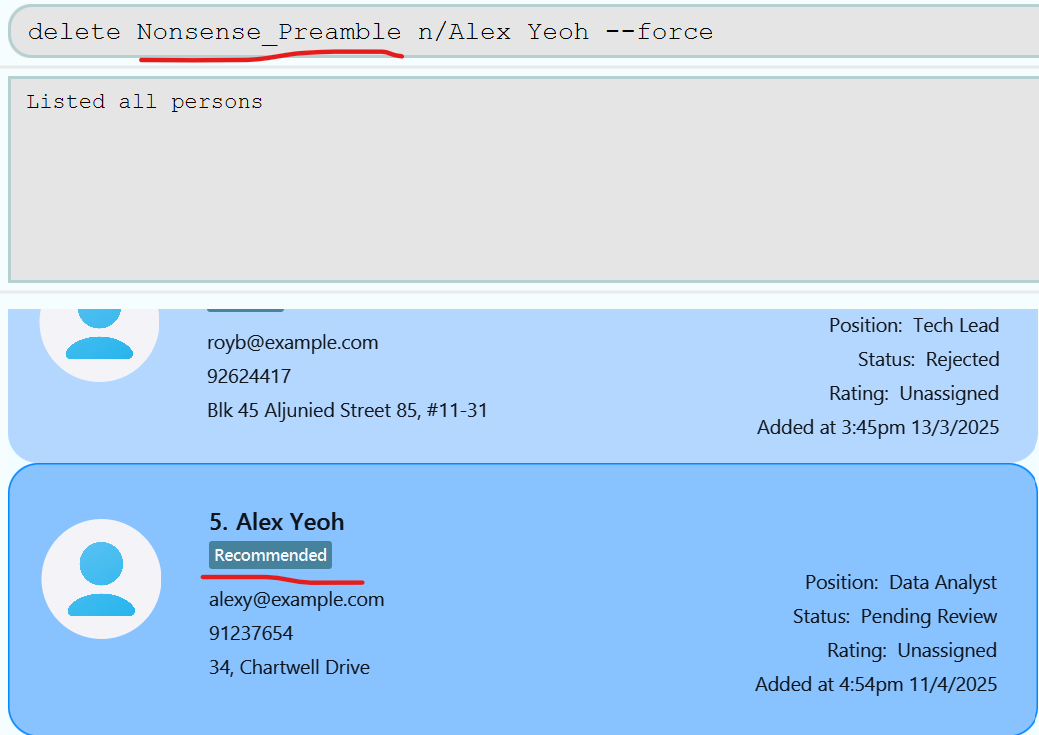 delete Nonsense_Preamble n/Alex Yeoh --force
Listed all persons
royb@example.com
92624417
Blk 45 Aljunied Street 85, #11-31
Position: Tech Lead
Status: Rejected
Rating: Unassigned
Added at 3:45pm 13/3/2025
5. Alex Yeoh
Recommended
alexy@example.com
91237654
34, Chartwell Drive
Position: Data Analyst
Status: Pending Review
Rating: Unassigned
Added at 4:54pm 11/4/2025